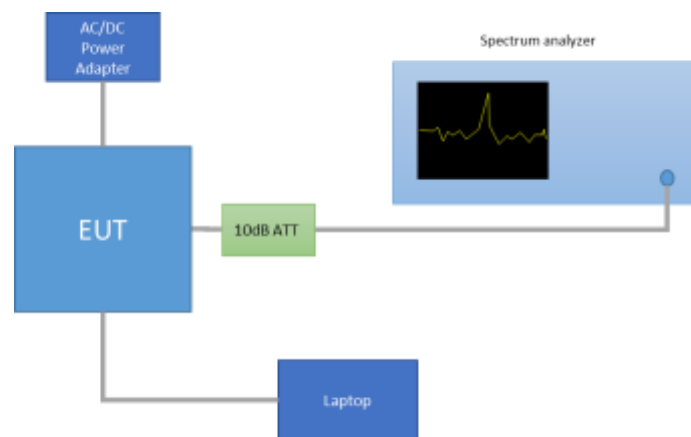 AC/DC
Power
Adapter
Spectrum analyzer
EUT
10dB ATT
Laptop